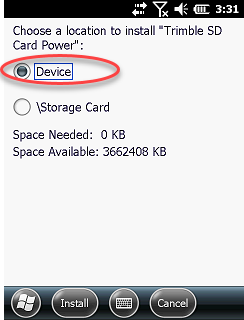 3:31
Choose a location to install "Trimble SD
Card Power":
Device
\Storage Card
Space Needed: 0 KB
Space Available: 3662408 KB
Install
Cancel